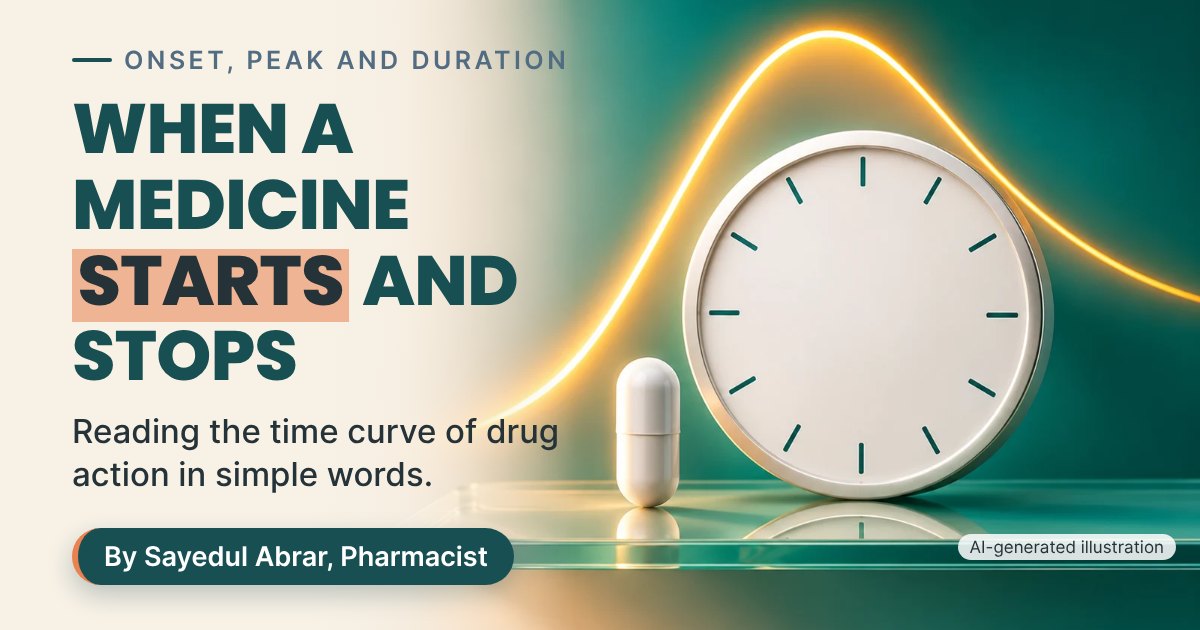 ONSET, PEAK AND DURATION
WHEN A
MEDICINE
STARTS AND
STOPS
Reading the time curve of drug
action in simple words.
By Sayedul Abrar, Pharmacist
AI-generated illustration